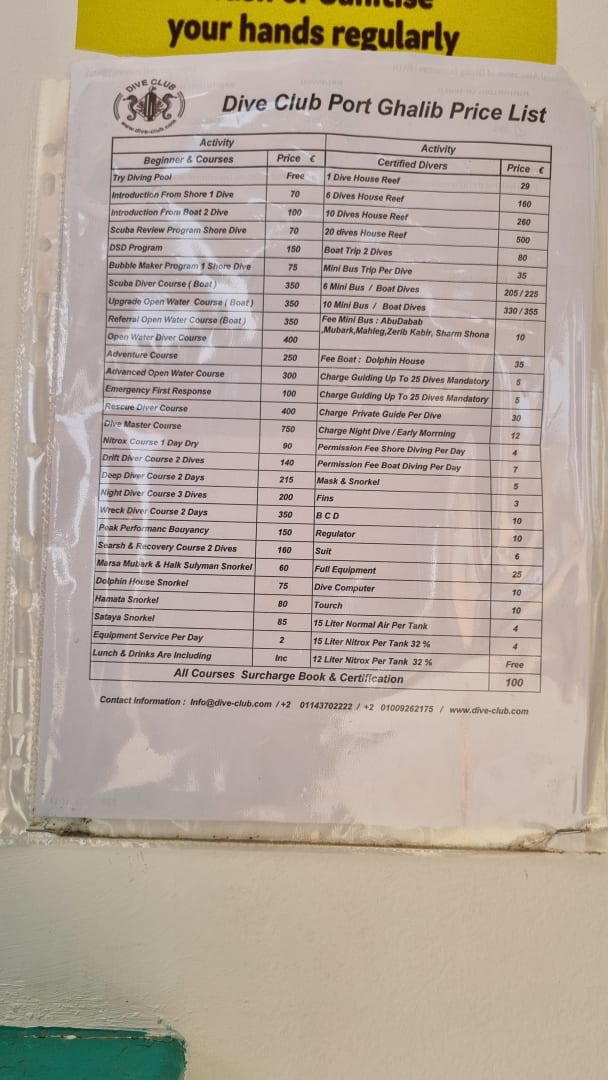 your hands regularly
DIVE CLUB
www.dive-club.com
Dive Club Port Ghalib Price List
Activity Activity
Beginner & Courses Price € Certified Divers Price €
Try Diving Pool Free 1 Dive House Reef 29
Introduction From Shore 1 Dive 70 6 Dives House Reef 160
Introduction From Boat 2 Dive 100 10 Dives House Reef 260
Scuba Review Program Shore Dive 70 20 dives House Reef 500
DSD Program 150 Boat Trip 2 Dives 80
Bubble Maker Program 1 Shore Dive 75 Mini Bus Trip Per Dive 35
Scuba Diver Course ( Boat ) 350 6 Mini Bus / Boat Dives 205 / 225
Upgrade Open Water Course ( Boat ) 350 10 Mini Bus / Boat Dives 330 / 355
Referral Open Water Course (Boat ) 350 Fee Mini Bus : AbuDabab
,Mubark,Mahleg,Zerib Kabir, Sharm Shona 10
Open Water Diver Course 400
Adventure Course 250 Fee Boat : Dolphin House 35
Advanced Open Water Course 300 Charge Guiding Up To 25 Dives Mandatory 5
Emergency First Response 100 Charge Guiding Up To 25 Dives Mandatory 5
Rescue Diver Course 400 Charge Private Guide Per Dive 30
Dive Master Course 750 Charge Night Dive / Early Morrning 12
Nitrox Course 1 Day Dry 90 Permission Fee Shore Diving Per Day 4
Drift Diver Course 2 Dives 140 Permission Fee Boat Diving Per Day 7
Deep Diver Course 2 Days 215 Mask & Snorkel 5
Night Diver Course 3 Dives 200 Fins 3
Wreck Diver Course 2 Days 350 B C D 10
Peak Performanc Bouyancy 150 Regulator 10
Searsh & Recovery Course 2 Dives 160 Suit 6
Marsa Mubark & Halk Sulyman Snorkel 60 Full Equipment 25
Dolphin House Snorkel 75 Dive Computer 10
Hamata Snorkel 80 Tourch 10
Sataya Snorkel 85 15 Liter Normal Air Per Tank 4
Equipment Service Per Day 2 15 Liter Nitrox Per Tank 32 % 4
Lunch & Drinks Are Including Inc 12 Liter Nitrox Per Tank 32 % Free
All Courses Surcharge Book & Certification 100
Contact Information : Info@dive-club.com / +2 01143702222 / +2 01009262175 / www.dive-club.com